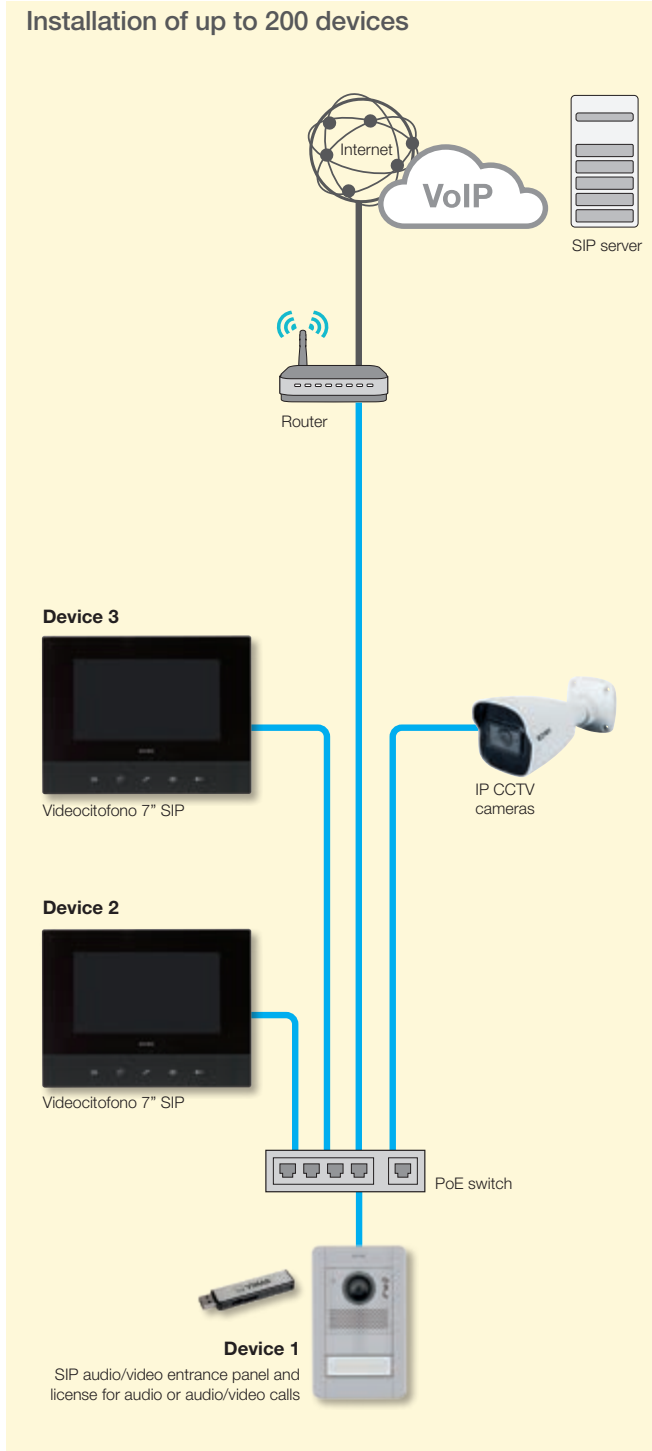 Installation of up to 200 devices
Internet
VoIP
SIP server
Router
Device 3
Videocitofono 7” SIP
IP CCTV
cameras
Device 2
Videocitofono 7” SIP
PoE switch
VIMAR
Device 1
SIP audio/video entrance panel and
license for audio or audio/video calls